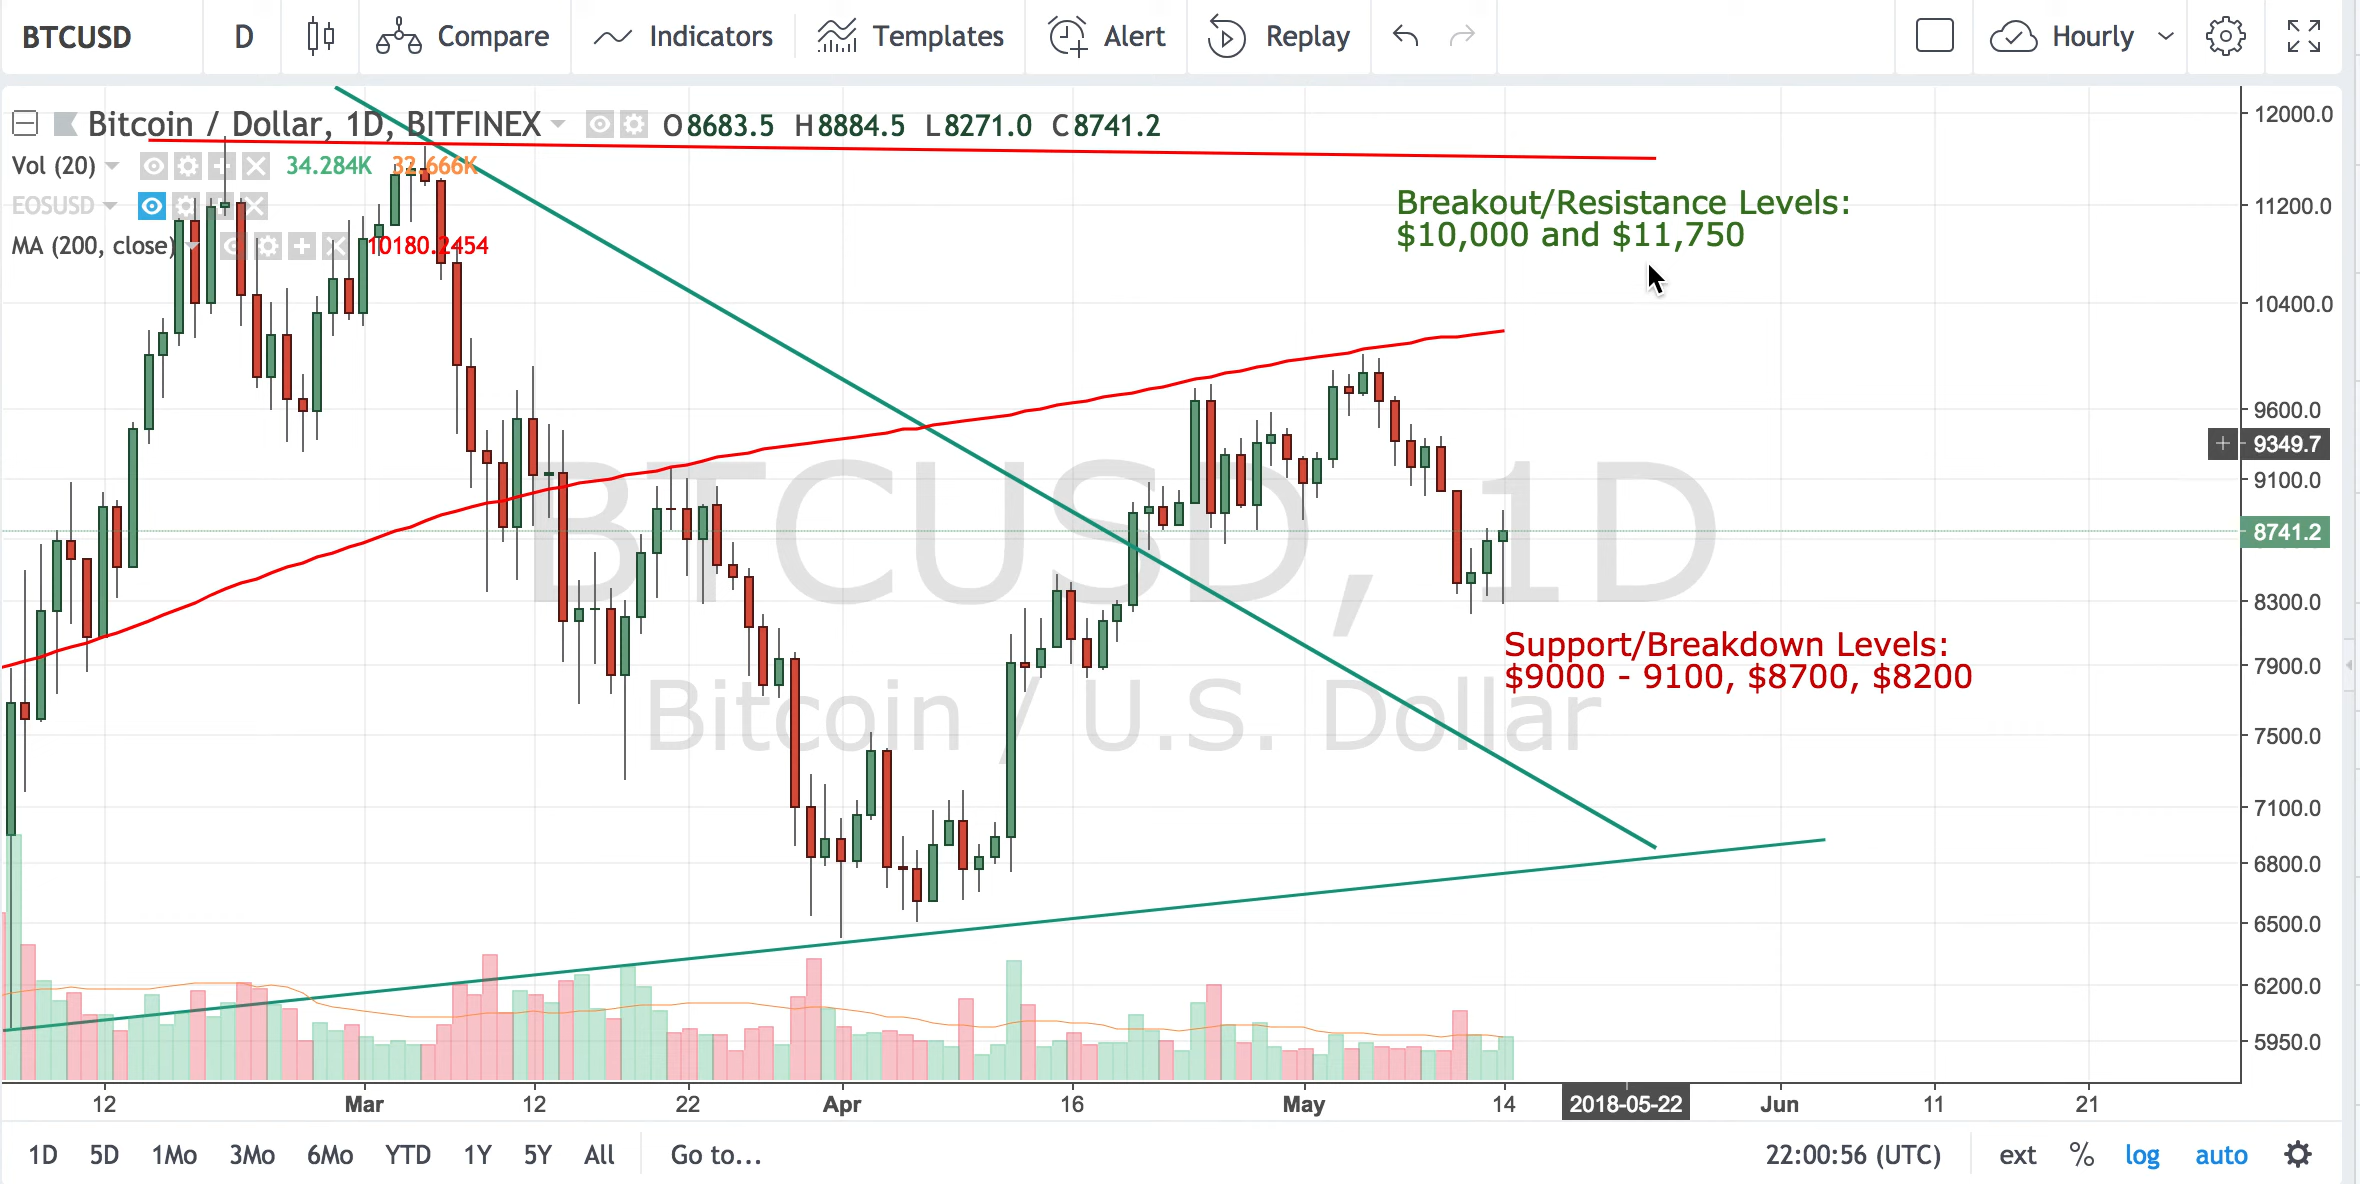 BTCUSD D Compare Indicators Templates Alert Replay Hourly
Bitcoin / Dollar, 1D, BITFINEX O8683.5 H8884.5 L8271.0 C8741.2
Vol (20) 34.284K 32.666K
EOSUSD
MA (200, close) 10180.2454
Breakout/Resistance Levels:
$10,000 and $11,750
BTCUSD, 1D
Bitcoin / U.S. Dollar
Support/Breakdown Levels:
$9000 - 9100, $8700, $8200
12000.0
11200.0
10400.0
9600.0
9349.7
9100.0
8741.2
8300.0
7900.0
7500.0
7100.0
6800.0
6500.0
6200.0
5950.0
12 Mar 12 22 Apr 16 May 14 2018-05-22 Jun 11 21
1D 5D 1Mo 3Mo 6Mo YTD 1Y 5Y All Go to... 22:00:56 (UTC) ext % log auto